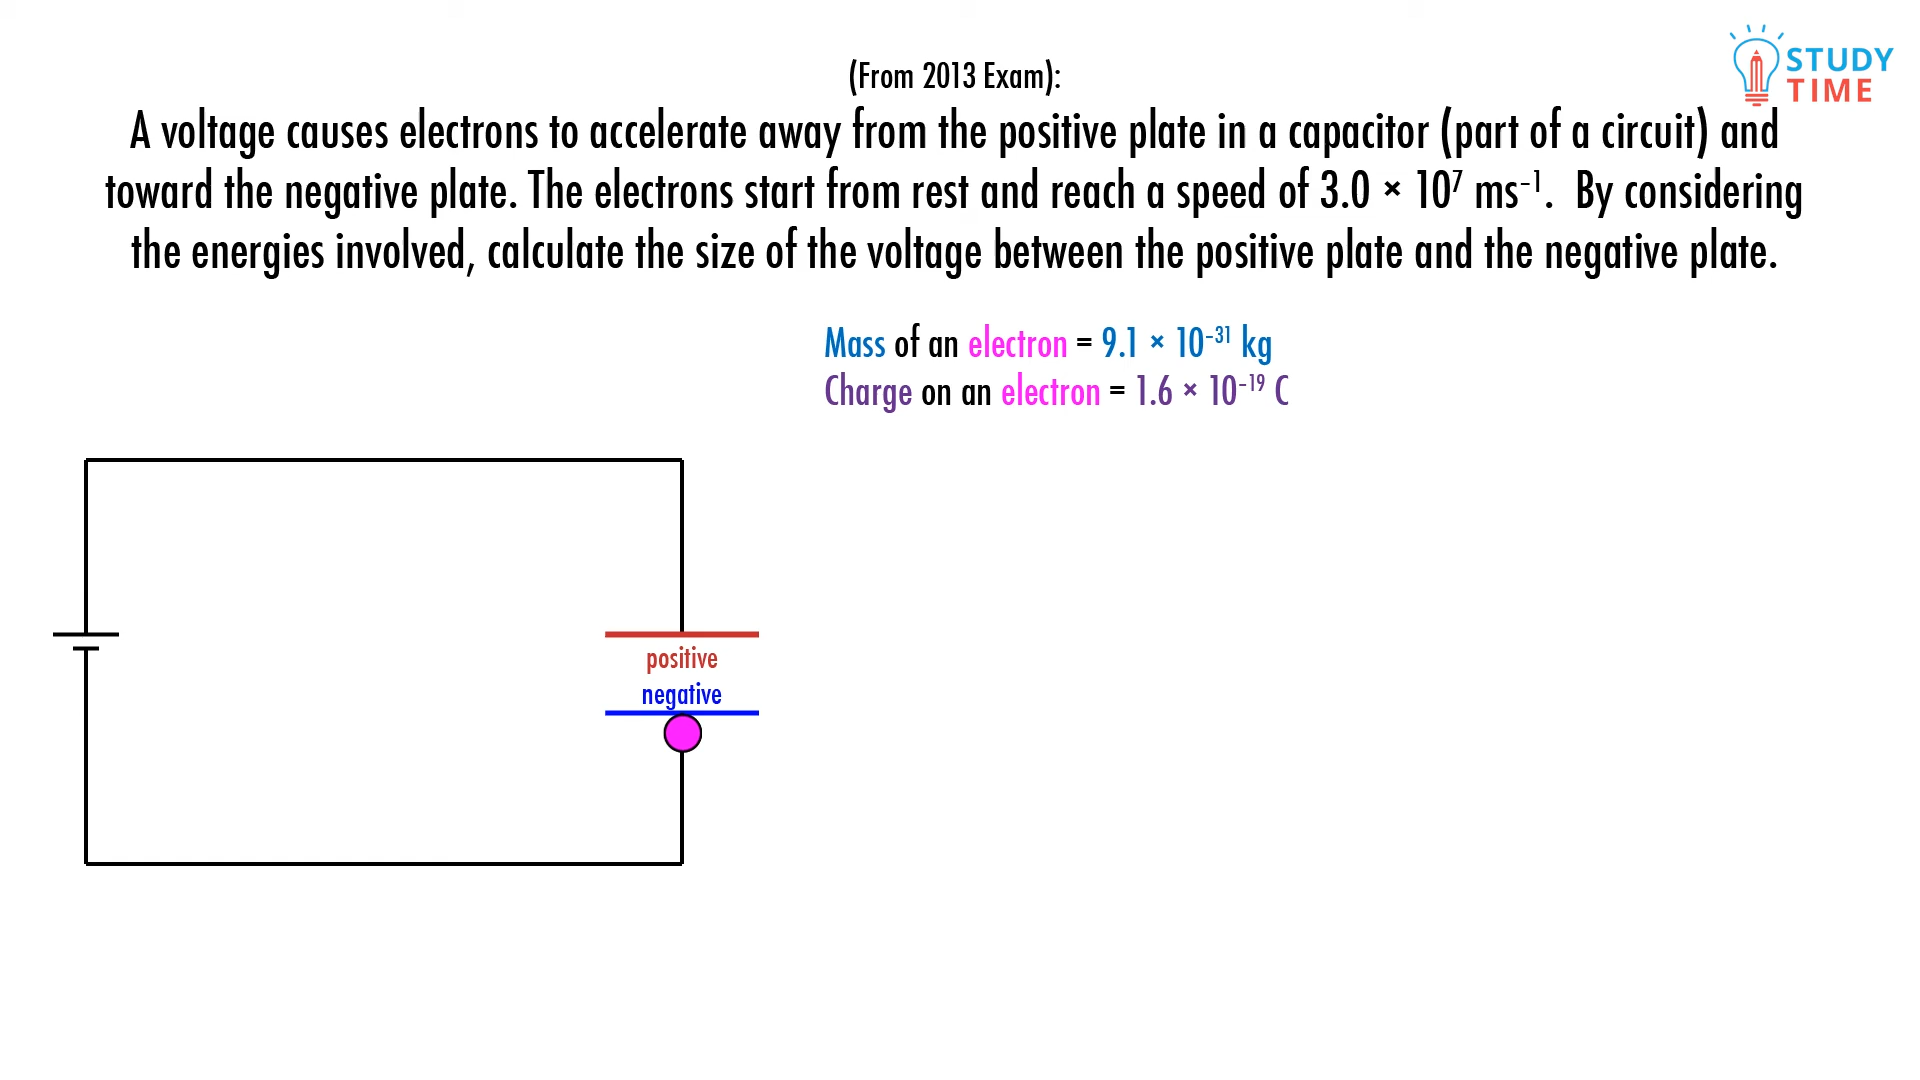 STUDY
TIME
(From 2013 Exam):
A voltage causes electrons to accelerate away from the positive plate in a capacitor (part of a circuit) and
toward the negative plate. The electrons start from rest and reach a speed of 3.0 × 10⁷ ms⁻¹. By considering
the energies involved, calculate the size of the voltage between the positive plate and the negative plate.
Mass of an electron = 9.1 × 10⁻³¹ kg
Charge on an electron = 1.6 × 10⁻¹⁹ C
positive
negative